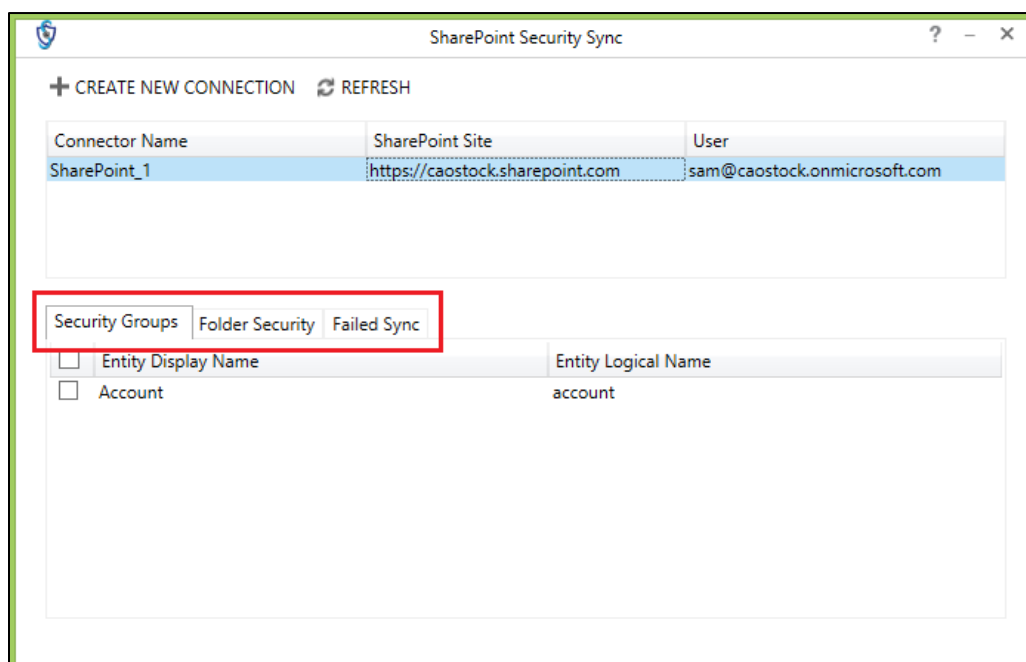 SharePoint Security Sync ? – ×
CREATE NEW CONNECTION REFRESH
Connector Name SharePoint Site User
SharePoint_1 https://caostock.sharepoint.com sam@caostock.onmicrosoft.com
Security Groups Folder Security Failed Sync
Entity Display Name Entity Logical Name
Account account